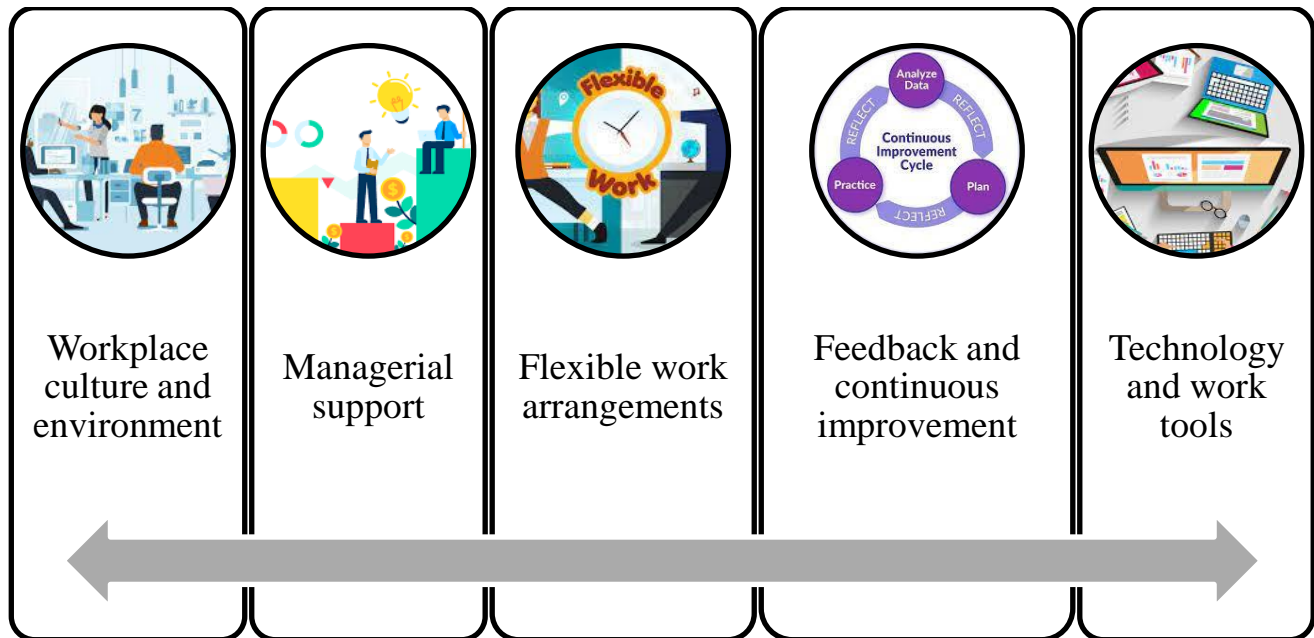 Flexible
Work
Analyze
Data
REFLECT
REFLECT
Continuous
Improvement
Cycle
Practice
Plan
REFLECT
Workplace
culture and
environment
Managerial
support
Flexible work
arrangements
Feedback and
continuous
improvement
Technology
and work
tools